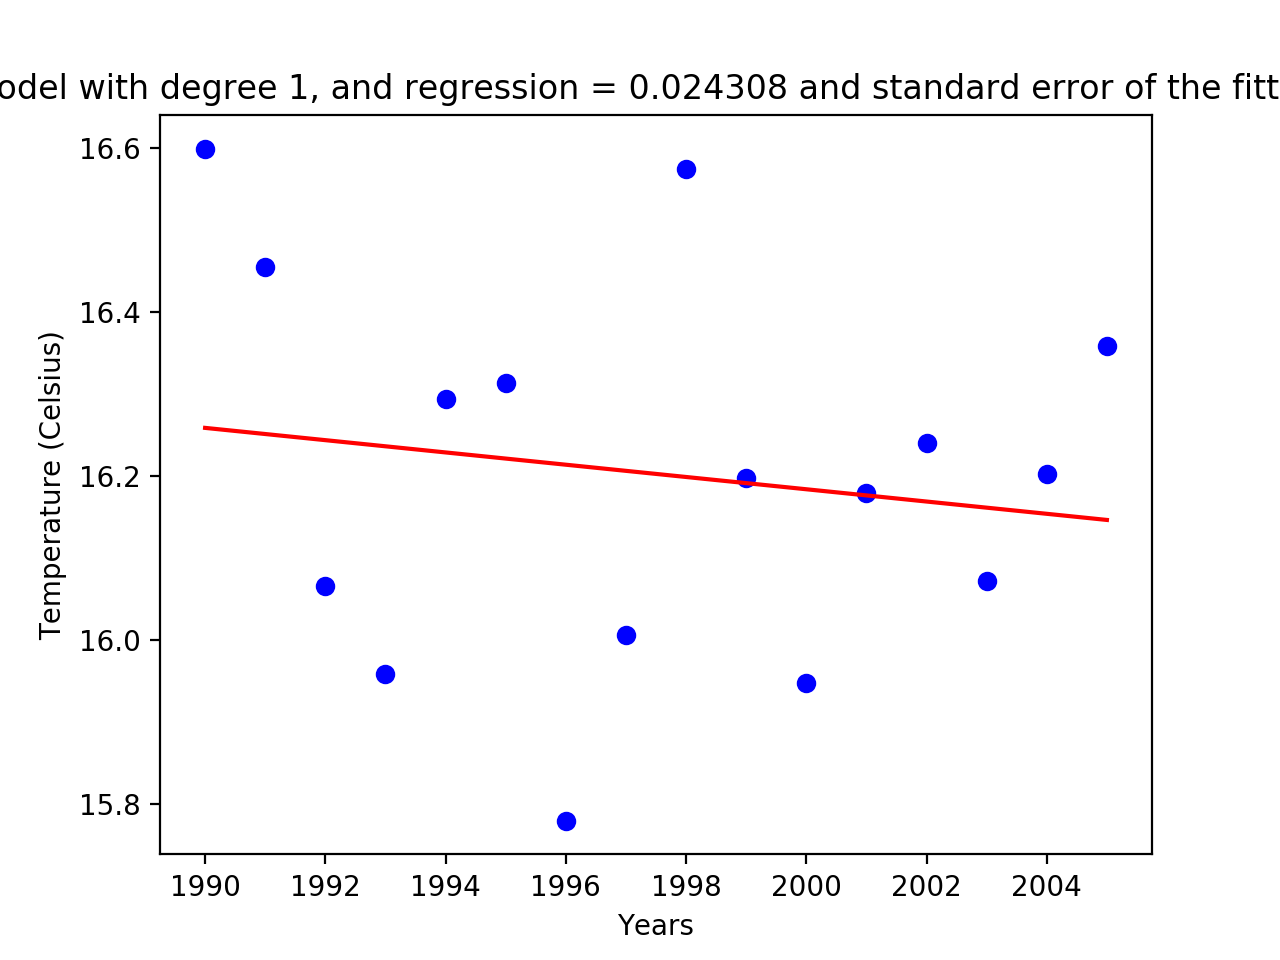 odel with degree 1, and regression = 0.024308 and standard error of the fitt
16.6
16.4
16.2
16.0
15.8
Temperature (Celsius)
1990 1992 1994 1996 1998 2000 2002 2004
Years